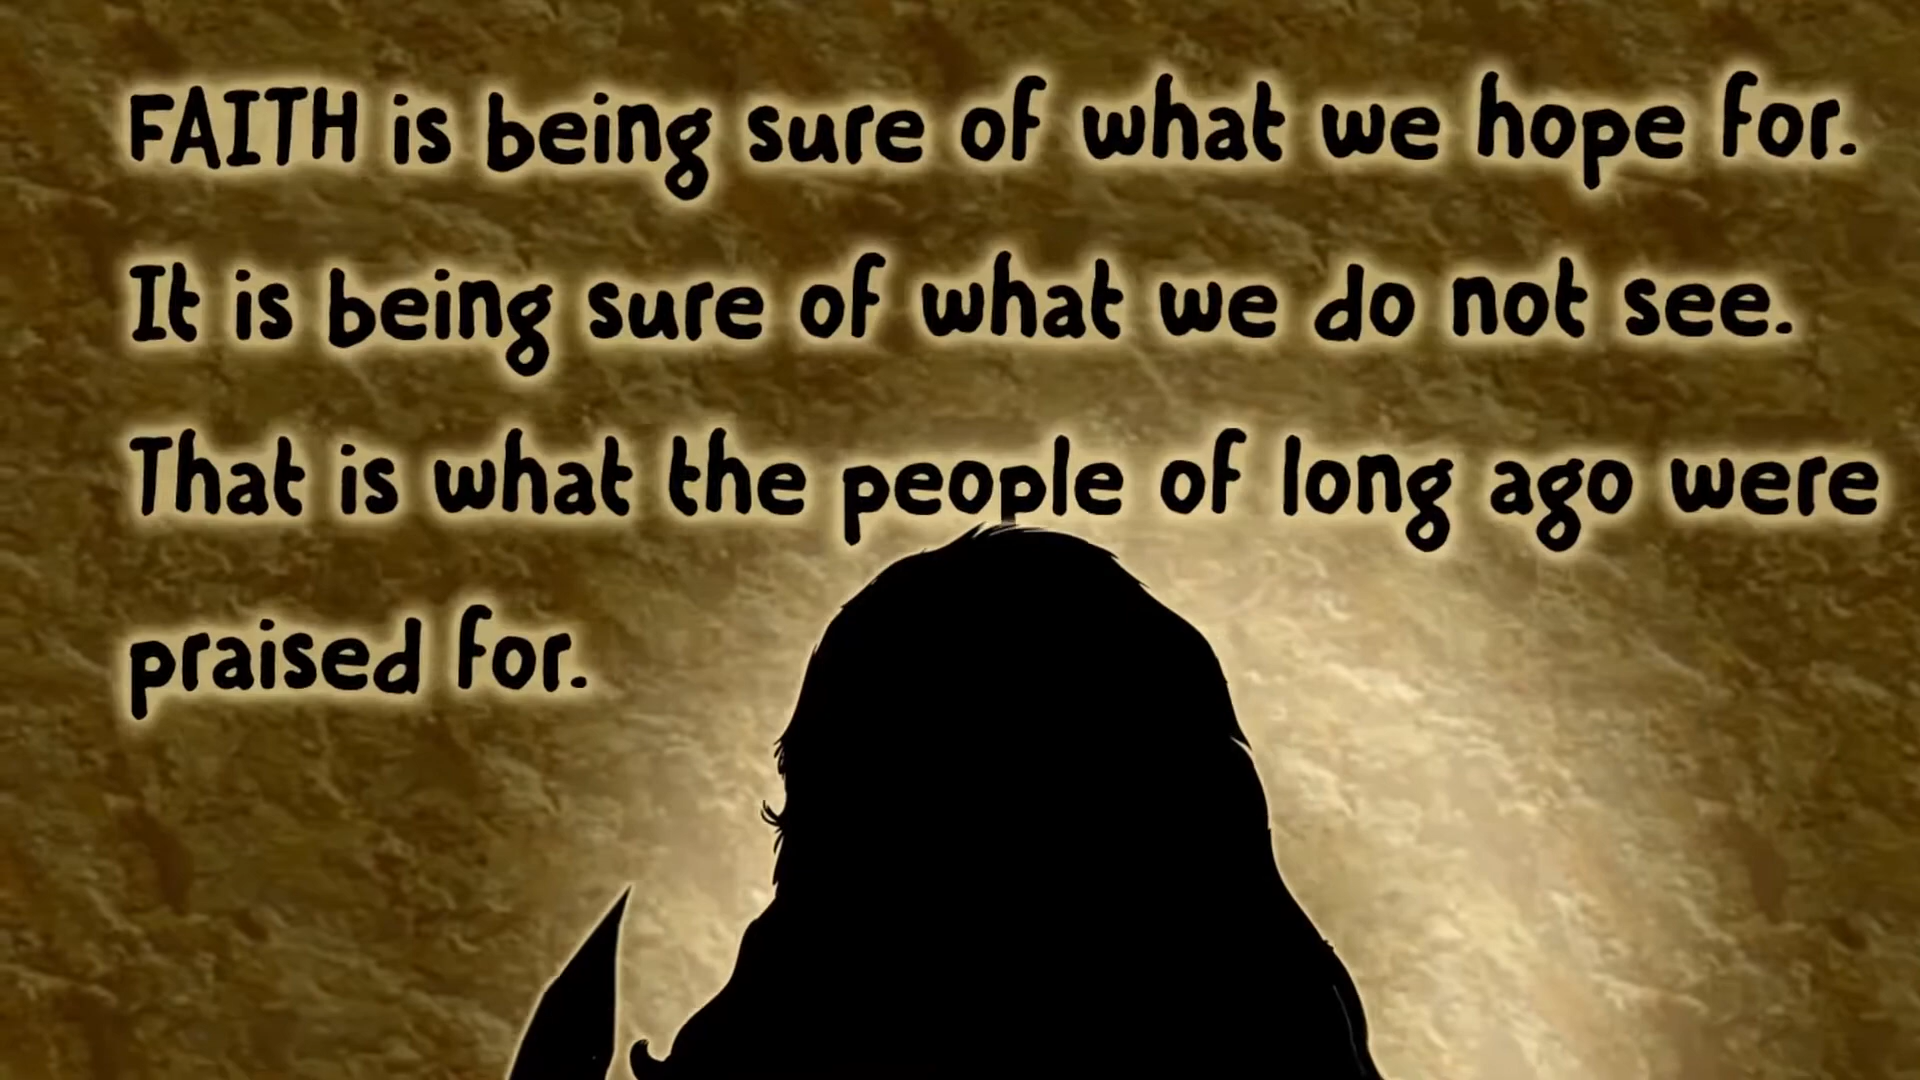 FAITH is being sure of what we hope for.
It is being sure of what we do not see.
That is what the people of long ago were
praised for.